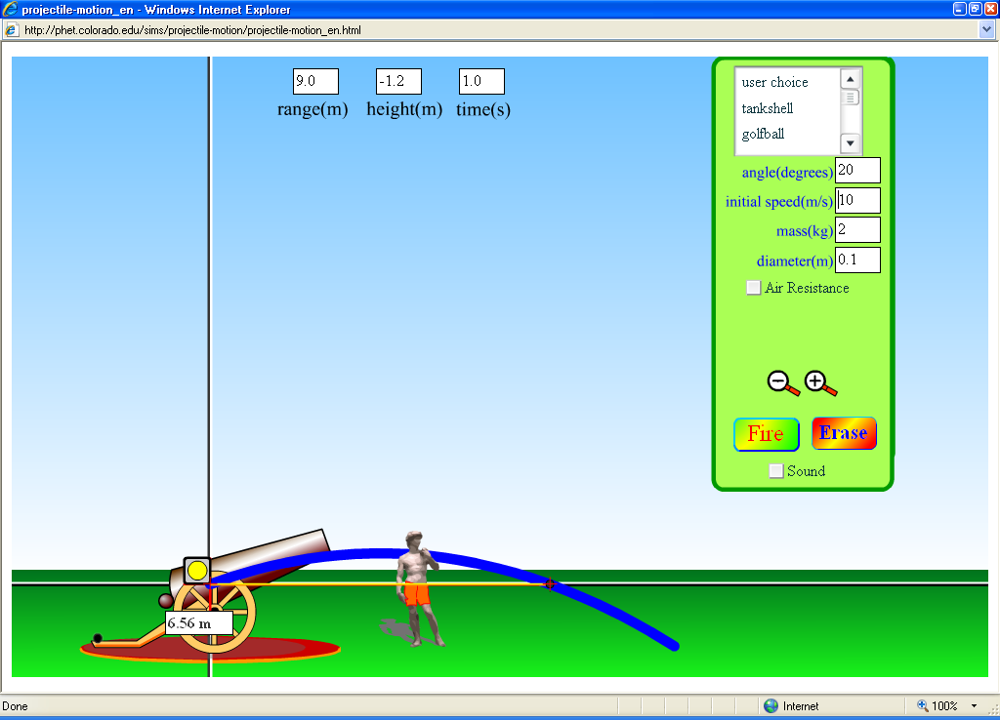 projectile-motion_en - Windows Internet Explorer
http://phet.colorado.edu/sims/projectile-motion/projectile-motion_en.html
9.0 -1.2 1.0
range(m) height(m) time(s)
user choice
tankshell
golfball
angle(degrees) 20
initial speed(m/s) 10
mass(kg) 2
diameter(m) 0.1
Air Resistance
Fire Erase
Sound
6.56 m
Done Internet 100%